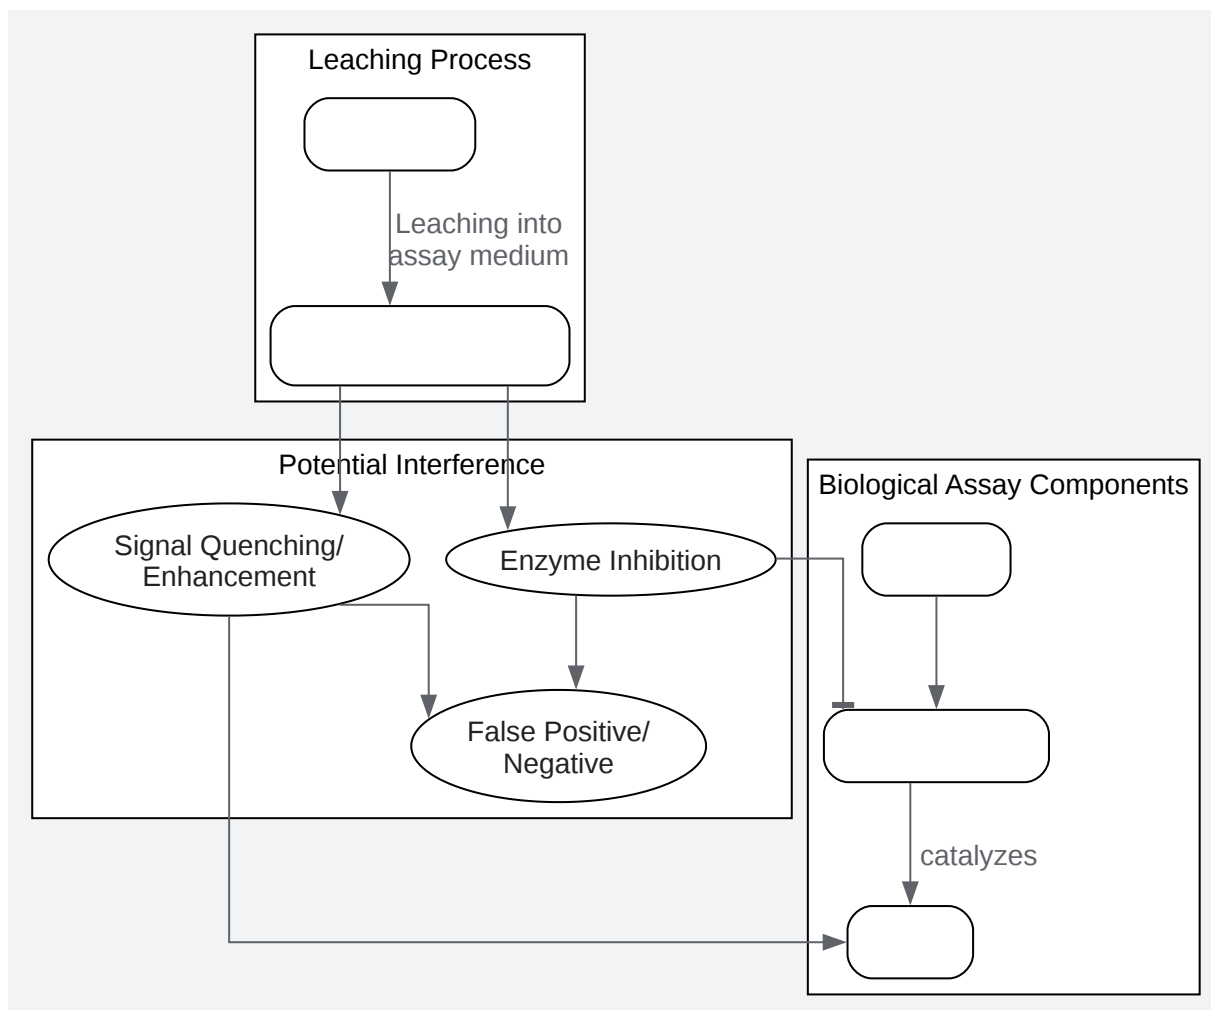 Leaching Process
Leaching into
assay medium
Potential Interference
Biological Assay Components
Signal Quenching/
Enhancement
Enzyme Inhibition
False Positive/
Negative
catalyzes